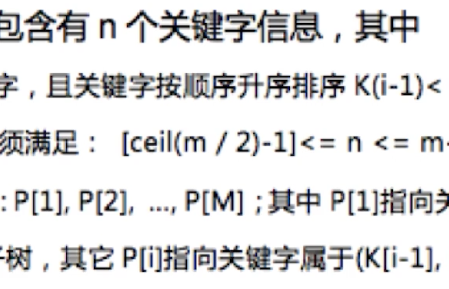 包含有 n 个关键字信息，其中
字，且关键字按顺序升序排序 K(i-1)<
须满足： [ceil(m / 2)-1]<= n <= m-
: P[1], P[2], …, P[M] ;其中 P[1]指向关
子树，其它 P[i]指向关键字属于(K[i-1],